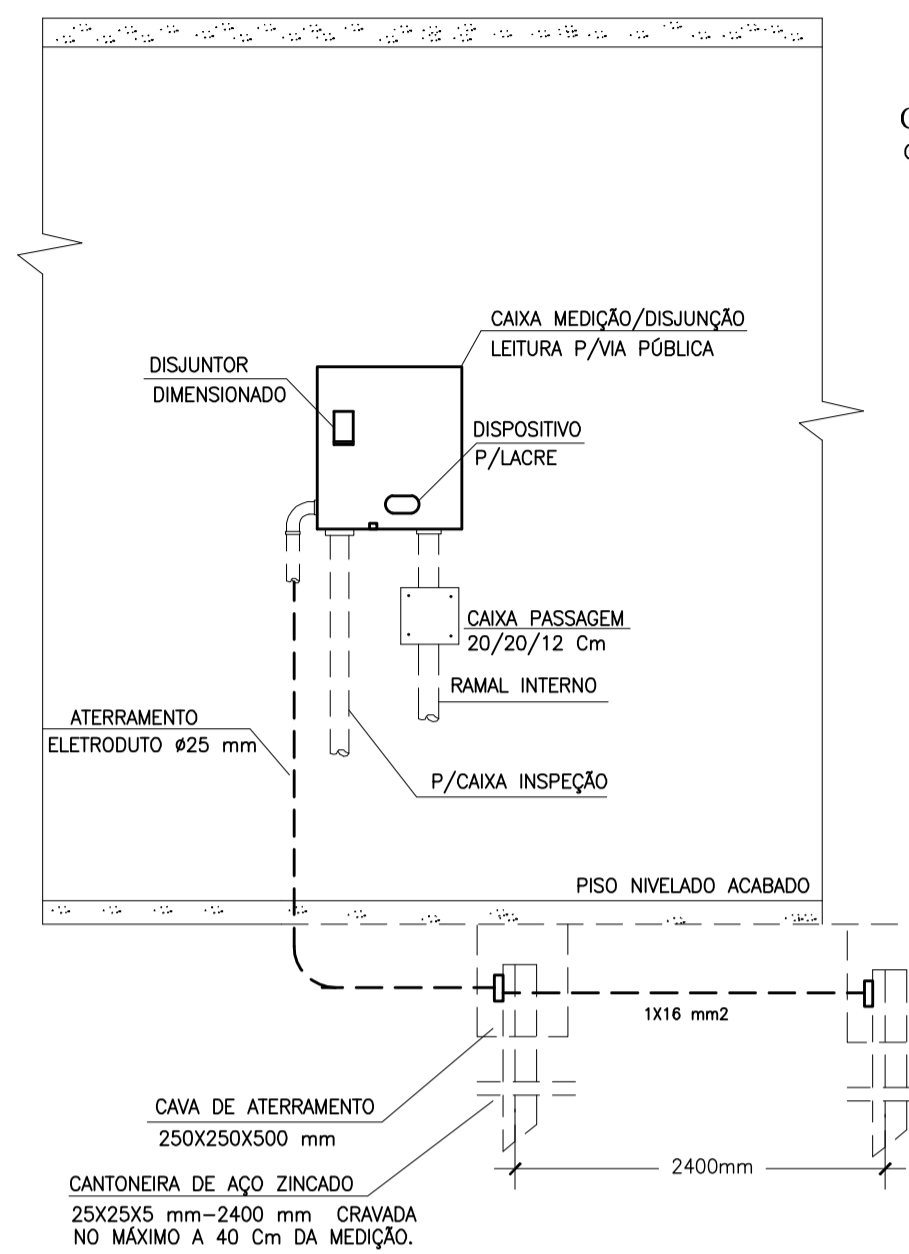 CAIXA MEDIÇÃO/DISJUNÇÃO
LEITURA P/VIA PÚBLICA
DISJUNTOR
DIMENSIONADO
DISPOSITIVO
P/LACRE
CAIXA PASSAGEM
20/20/12 Cm
RAMAL INTERNO
ATERRAMENTO
ELETRODUTO ø25 mm
P/CAIXA INSPEÇÃO
PISO NIVELADO ACABADO
1X16 mm2
CAVA DE ATERRAMENTO
250X250X500 mm
2400mm
CANTONEIRA DE AÇO ZINCADO
25X25X5 mm-2400 mm CRAVADA
NO MÁXIMO A 40 Cm DA MEDIÇÃO.